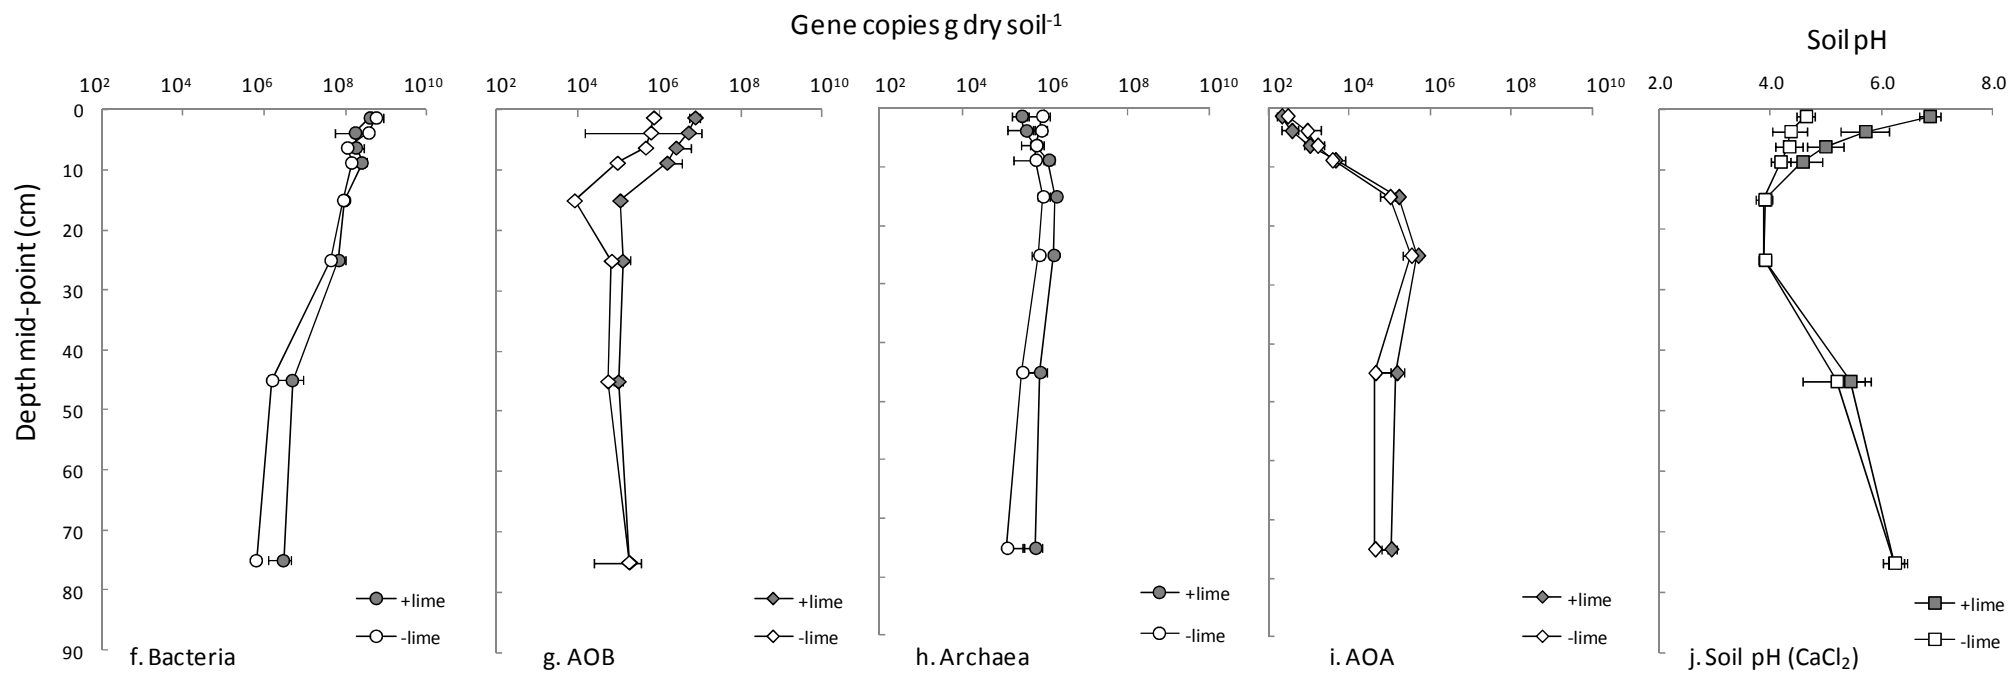 Gene copies g dry soil-1
Soil pH
10² 10⁴ 10⁶ 10⁸ 10¹⁰
10² 10⁴ 10⁶ 10⁸ 10¹⁰
10² 10⁴ 10⁶ 10⁸ 10¹⁰
10² 10⁴ 10⁶ 10⁸ 10¹⁰
2.0 4.0 6.0 8.0
Depth mid-point (cm)
0
10
20
30
40
50
60
70
80
90
+lime
-lime
f. Bacteria
+lime
-lime
g. AOB
+lime
-lime
h. Archaea
+lime
-lime
i. AOA
+lime
-lime
j. Soil pH (CaCl₂)